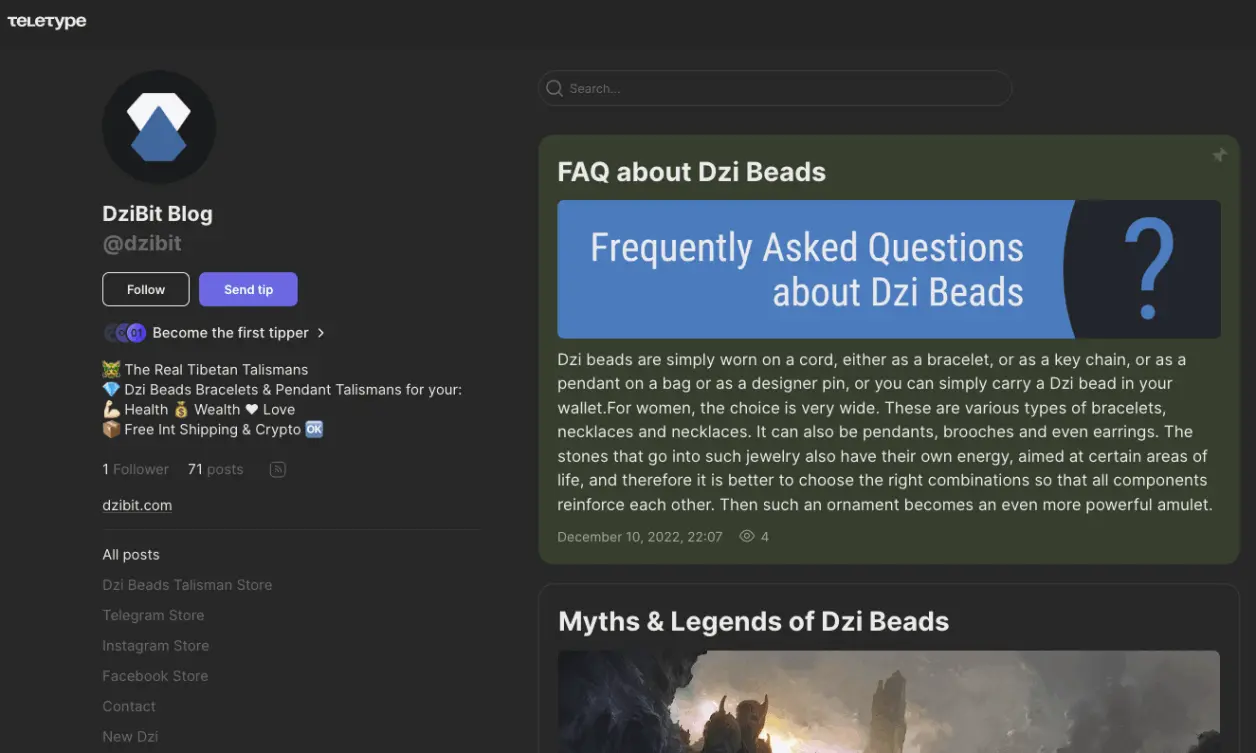 TELETYPE
Search...
DziBit Blog
@dzibit
Follow
Send tip
01
Become the first tipper
The Real Tibetan Talismans
Dzi Beads Bracelets & Pendant Talismans for your:
Health 💰 Wealth ♥ Love
Free Int Shipping & Crypto 🆗
1 Follower 71 posts
dzibit.com
All posts
Dzi Beads Talisman Store
Telegram Store
Instagram Store
Facebook Store
Contact
New Dzi
FAQ about Dzi Beads
Frequently Asked Questions
about Dzi Beads
?
Dzi beads are simply worn on a cord, either as a bracelet, or as a key chain, or as a
pendant on a bag or as a designer pin, or you can simply carry a Dzi bead in your
wallet.For women, the choice is very wide. These are various types of bracelets,
necklaces and necklaces. It can also be pendants, brooches and even earrings. The
stones that go into such jewelry also have their own energy, aimed at certain areas of
life, and therefore it is better to choose the right combinations so that all components
reinforce each other. Then such an ornament becomes an even more powerful amulet.
December 10, 2022, 22:07 4
Myths & Legends of Dzi Beads